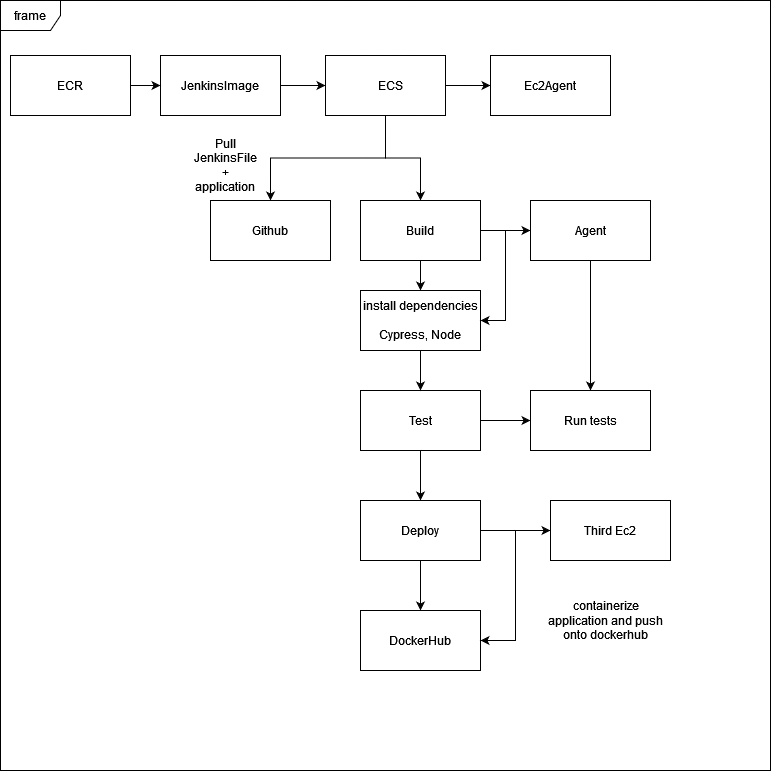 frame
ECR
JenkinsImage
ECS
Ec2Agent
Pull
JenkinsFile
+
application
Github
Build
Agent
install dependencies
Cypress, Node
Test
Run tests
Deploy
Third Ec2
containerize
application and push
onto dockerhub
DockerHub